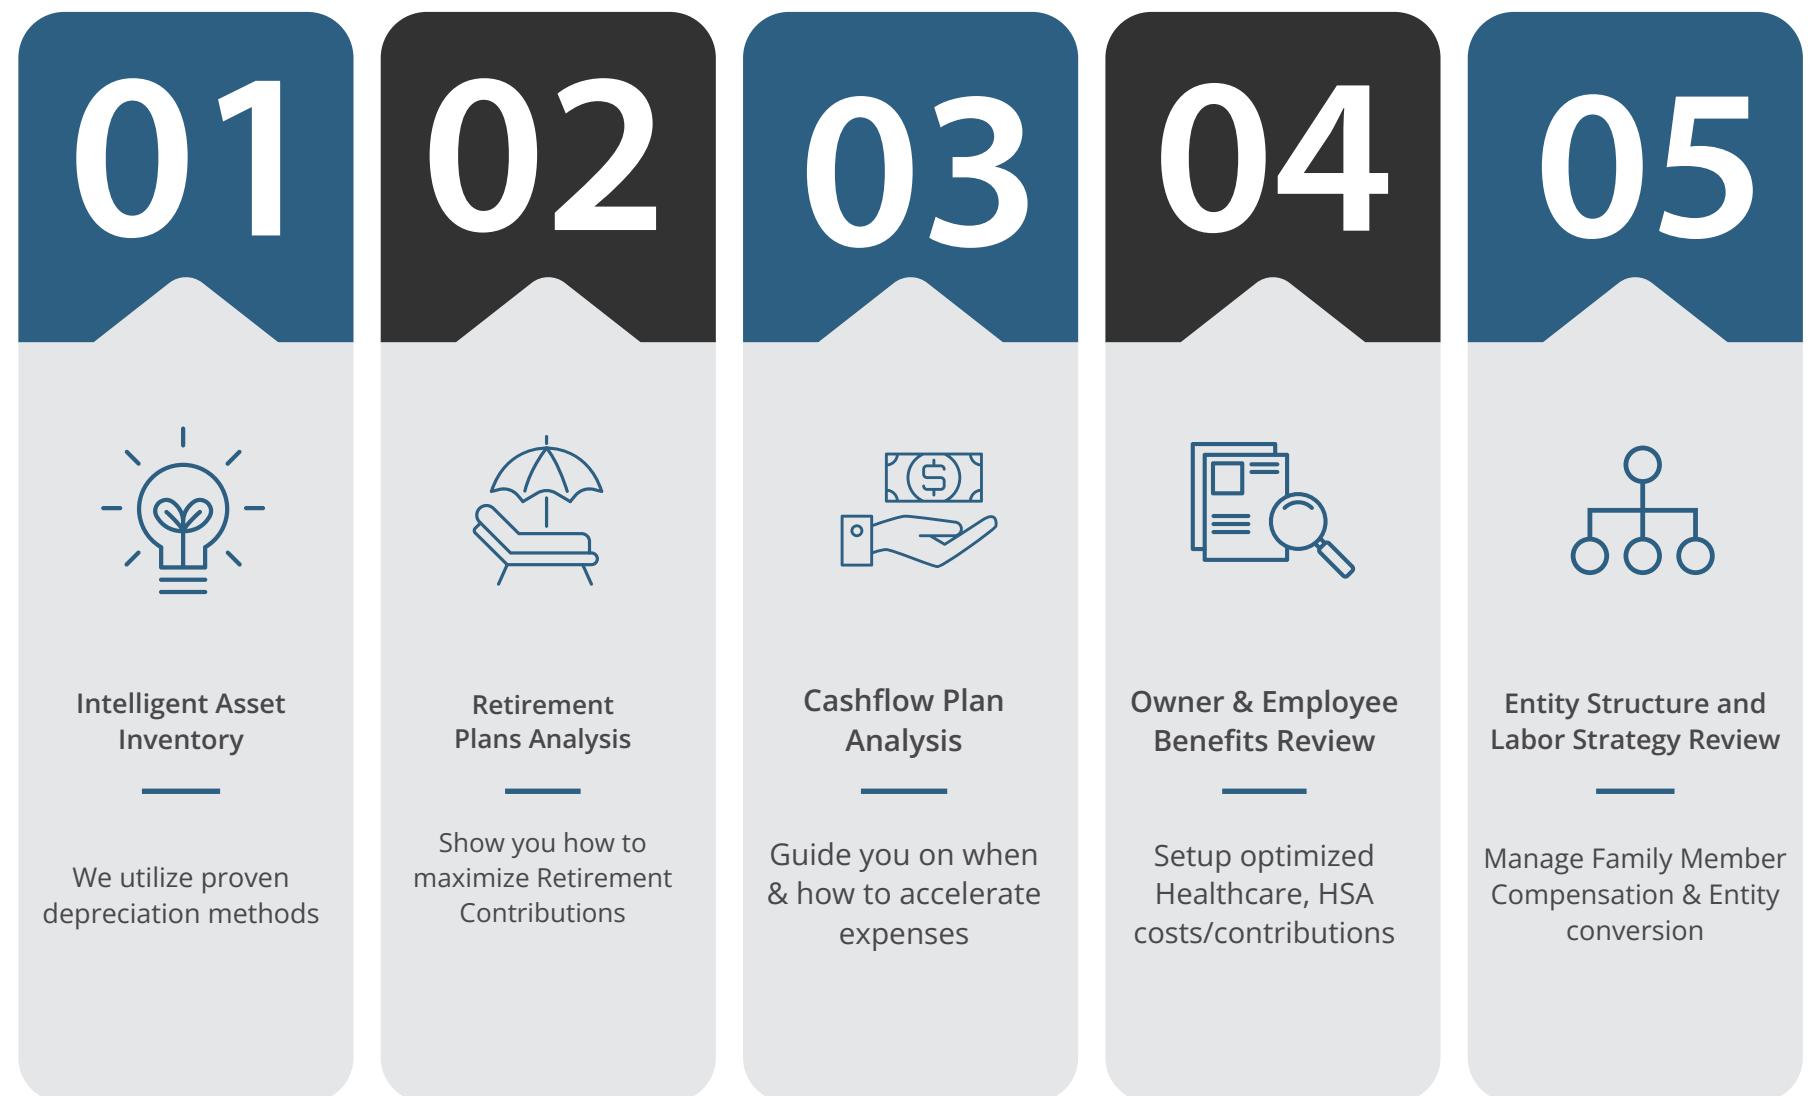 01
Intelligent Asset
Inventory
We utilize proven
depreciation methods
02
Retirement
Plans Analysis
Show you how to
maximize Retirement
Contributions
03
$
Cashflow Plan
Analysis
Guide you on when
& how to accelerate
expenses
04
Owner & Employee
Benefits Review
Setup optimized
Healthcare, HSA
costs/contributions
05
Entity Structure and
Labor Strategy Review
Manage Family Member
Compensation & Entity
conversion